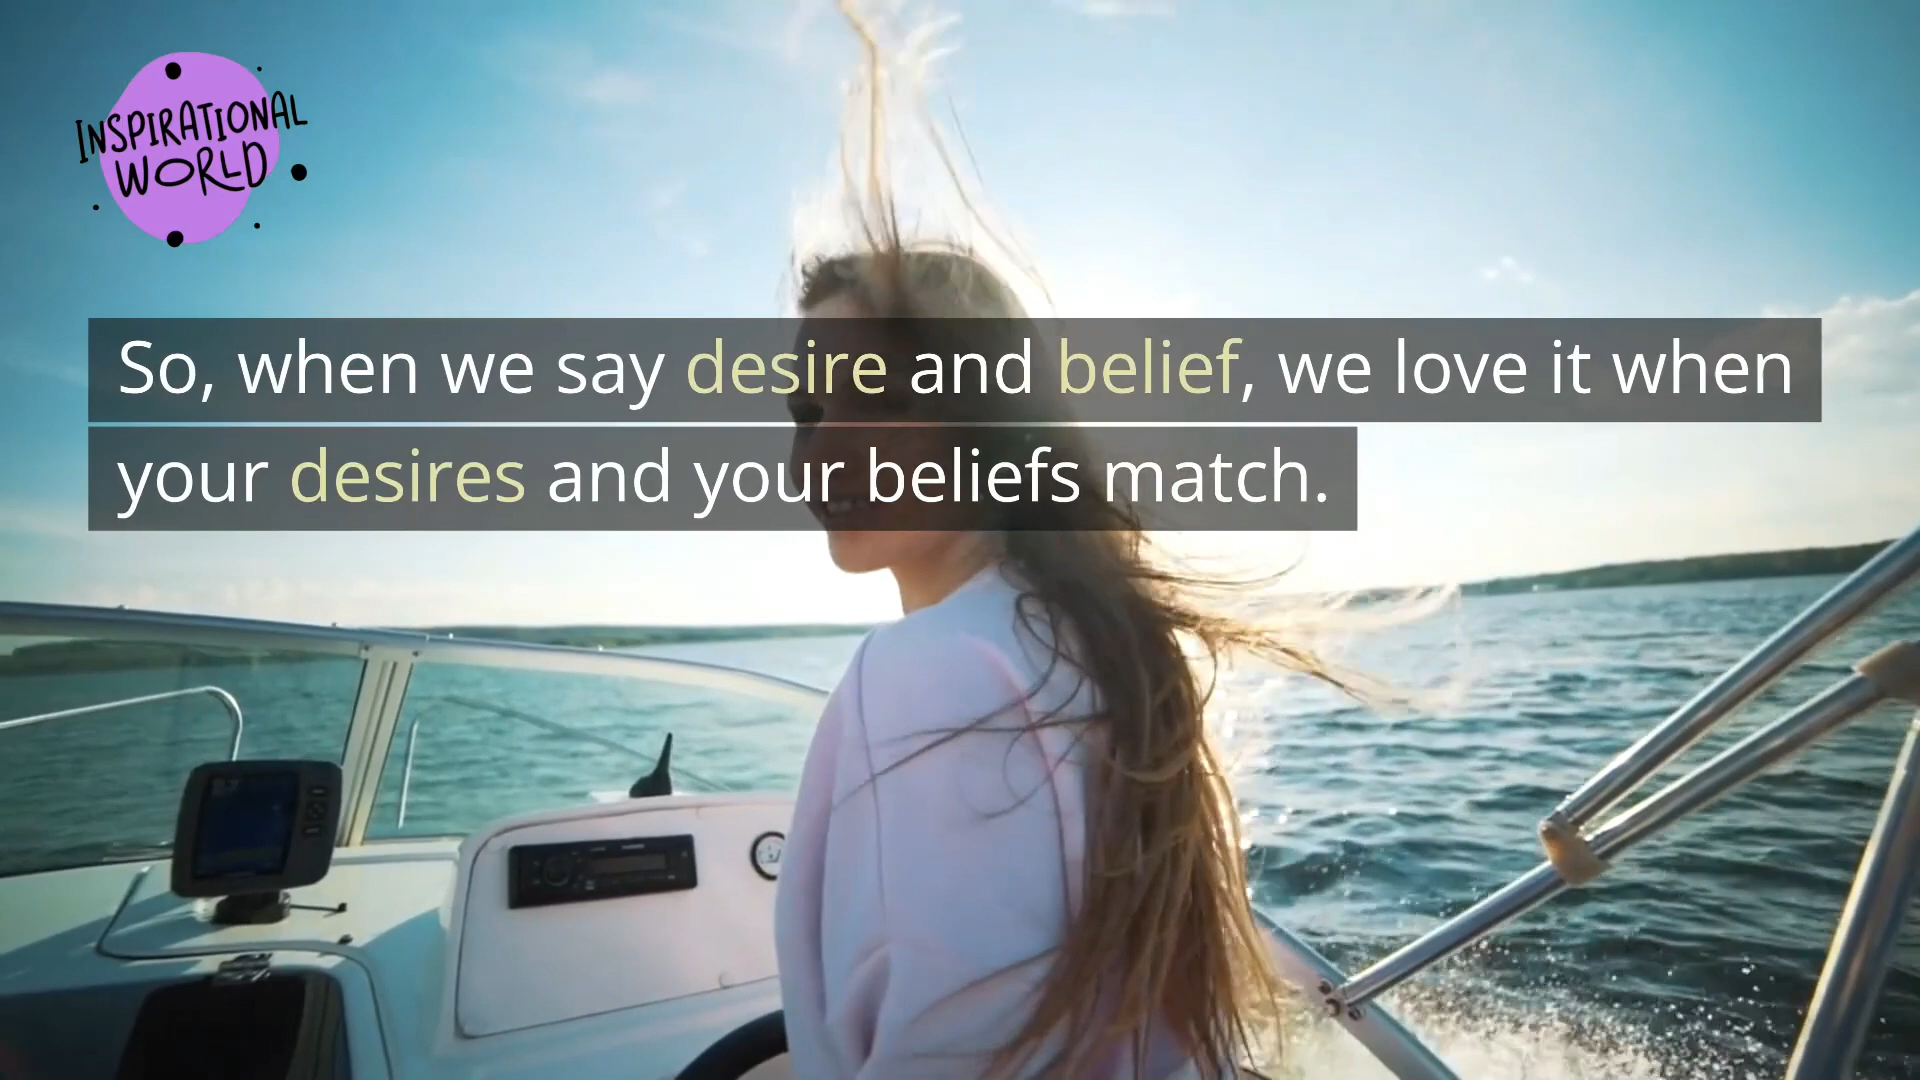 INSPIRATIONAL
WORLD
So, when we say desire and belief, we love it when
your desires and your beliefs match.